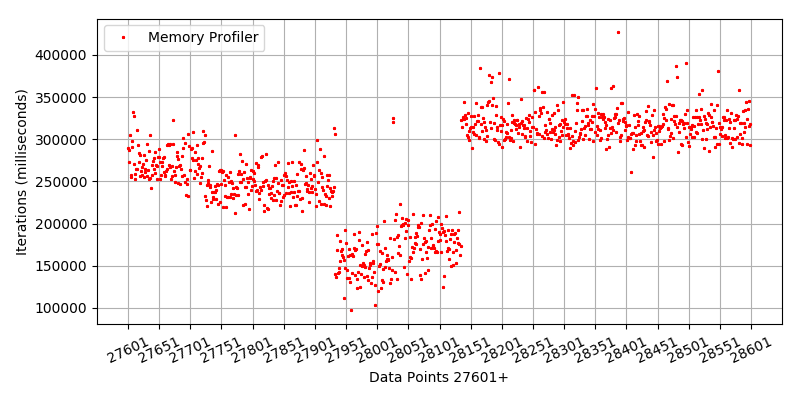 Memory Profiler
400000
350000
300000
250000
200000
150000
100000
Iterations (milliseconds)
27601 27651 27701 27751 27801 27851 27901 27951 28001 28051 28101 28151 28201 28251 28301 28351 28401 28451 28501 28551 28601
Data Points 27601+